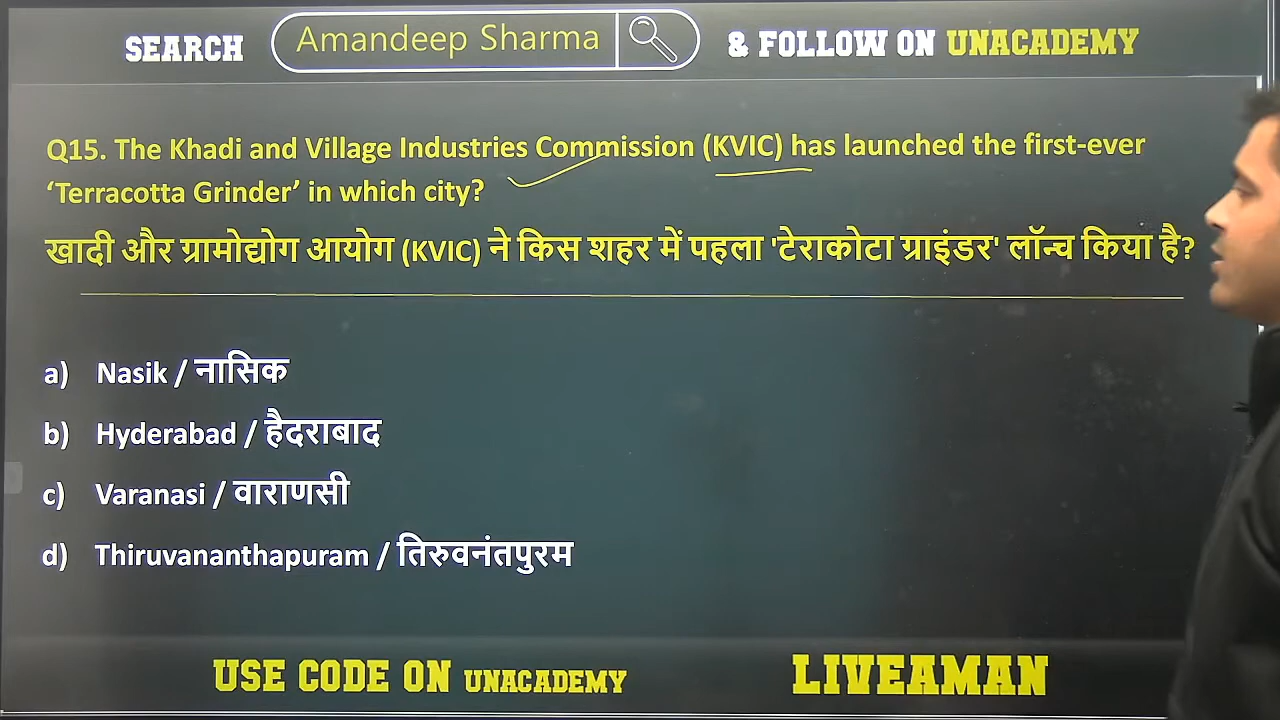 SEARCH Amandeep Sharma & FOLLOW ON UNACADEMY
Q15. The Khadi and Village Industries Commission (KVIC) has launched the first-ever
‘Terracotta Grinder’ in which city?
खादी और ग्रामोद्योग आयोग (KVIC) ने किस शहर में पहला 'टेराकोटा ग्राइंडर' लॉन्च किया है?
a) Nasik / नासिक
b) Hyderabad / हैदराबाद
c) Varanasi / वाराणसी
d) Thiruvananthapuram / तिरुवनंतपुरम
USE CODE ON UNACADEMY LIVEAMAN